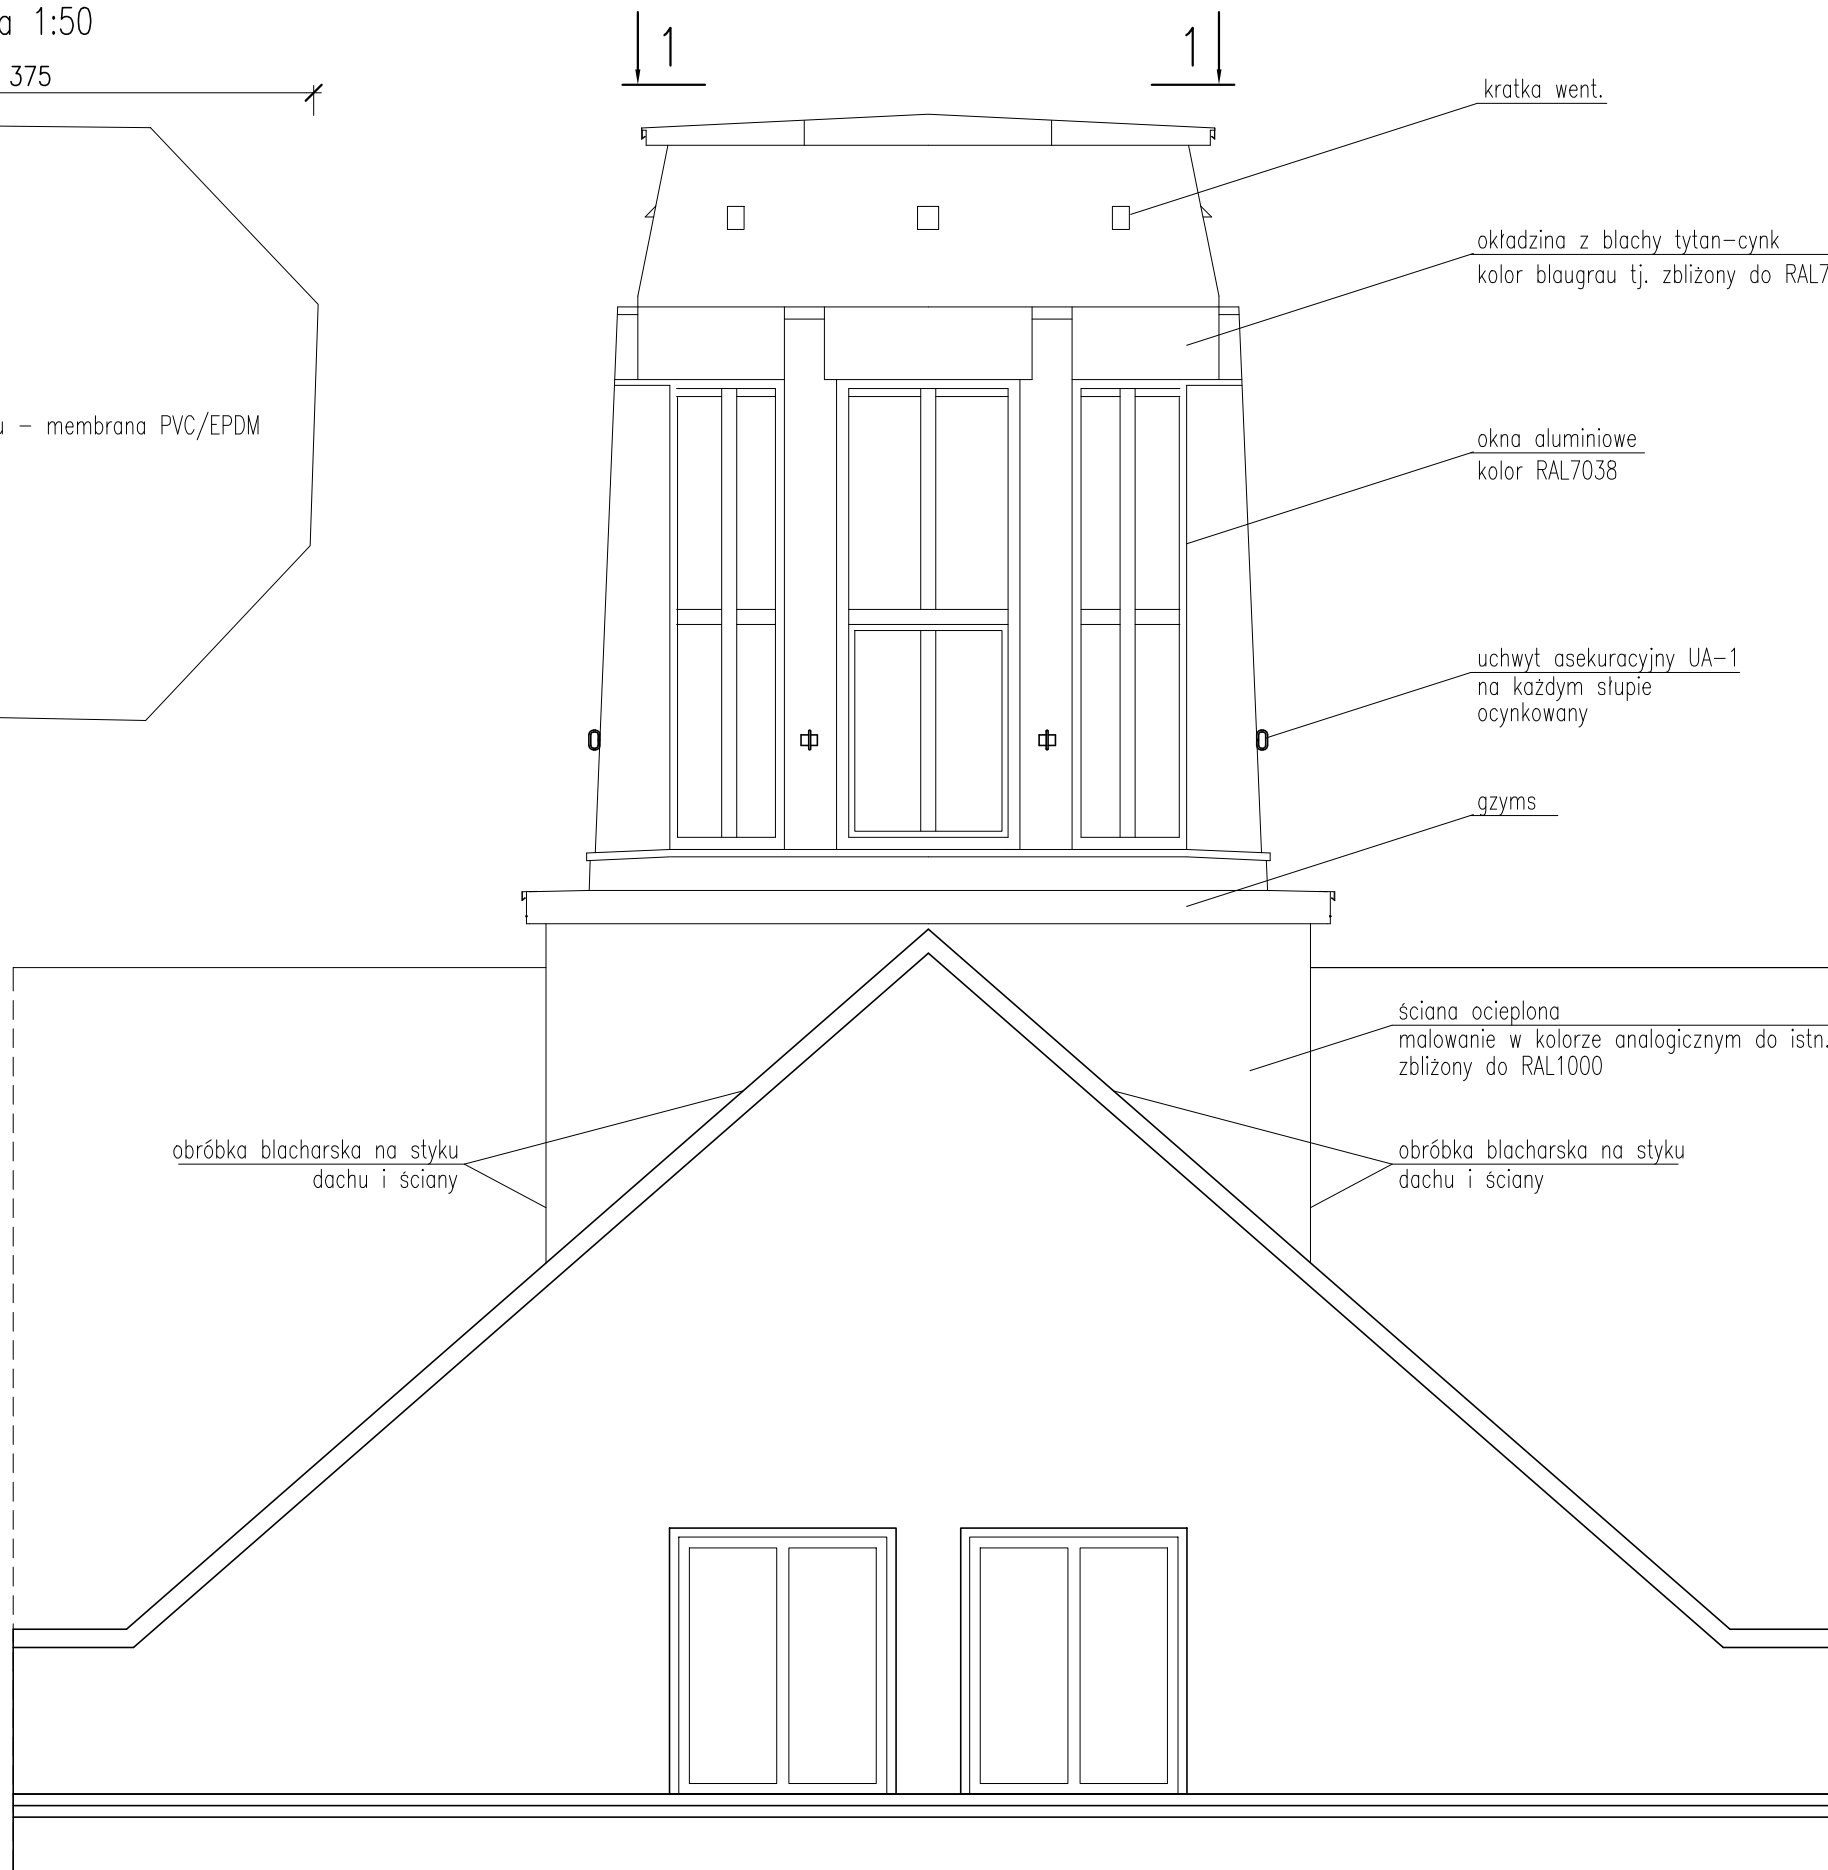 1:50
375
1
1
kratka went.
okładzina z blachy tytan-cynk
kolor blaugrau tj. zbliżony do
– membrana PVC/EPDM
okna aluminiowe
kolor RAL7038
uchwyt asekuracyjny UA-1
na każdym słupie
ocynkowany
gzyms
ściana ocieplona
malowanie w kolorze analogicznym do istn.
zbliżony do RAL1000
obróbka blacharska na styku
dachu i ściany
obróbka blacharska na styku
dachu i ściany